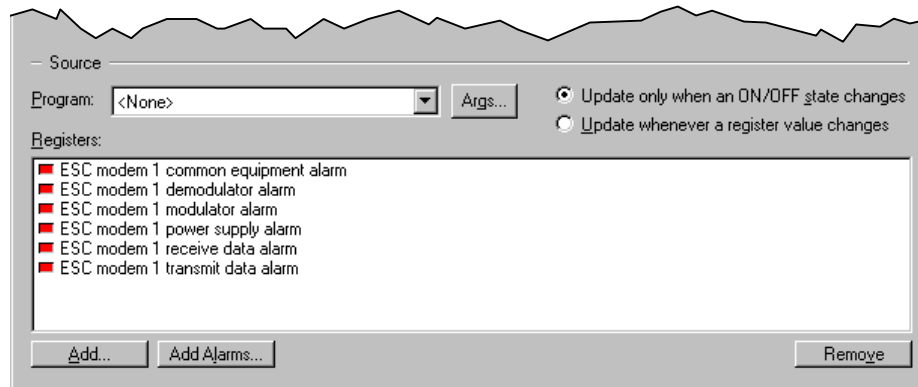 Source
Program: <None> Args...
Update only when an ON/OFF state changes
Update whenever a register value changes
Registers:
ESC modem 1 common equipment alarm
ESC modem 1 demodulator alarm
ESC modem 1 modulator alarm
ESC modem 1 power supply alarm
ESC modem 1 receive data alarm
ESC modem 1 transmit data alarm
Add... Add Alarms... Remove